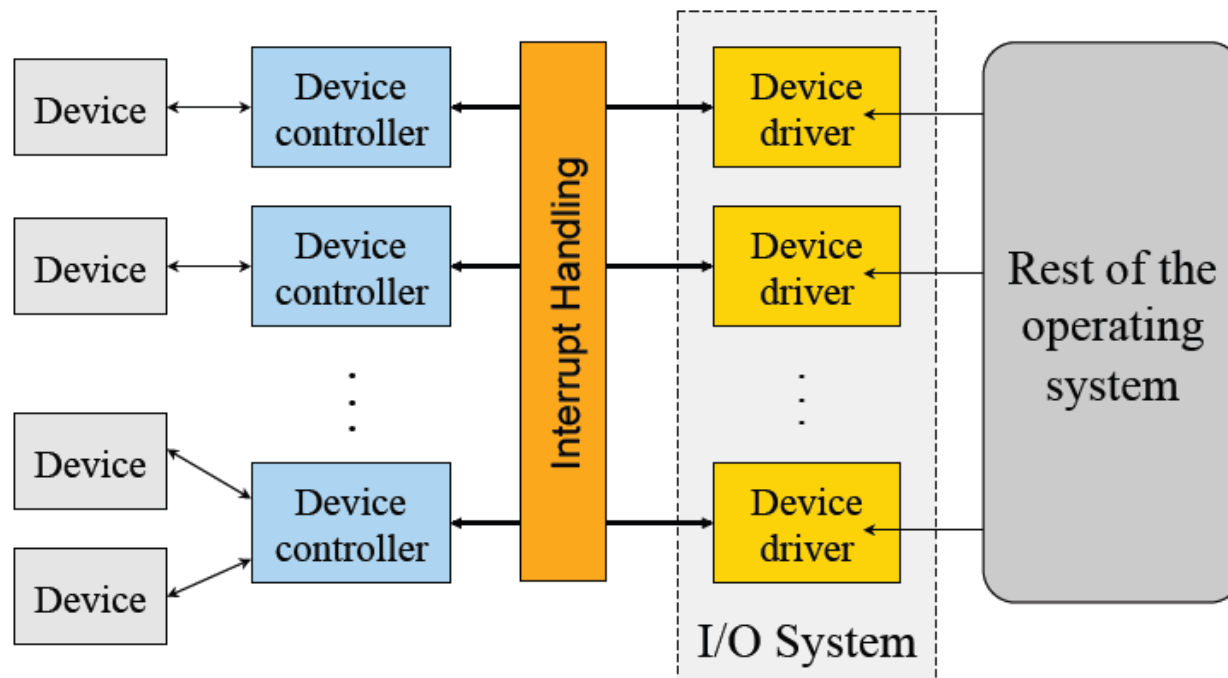 Device
Device
controller
Device
driver
Device
Device
controller
Device
driver
Interrupt Handling
Rest of the
operating
system
Device
Device
controller
Device
driver
Device
I/O System